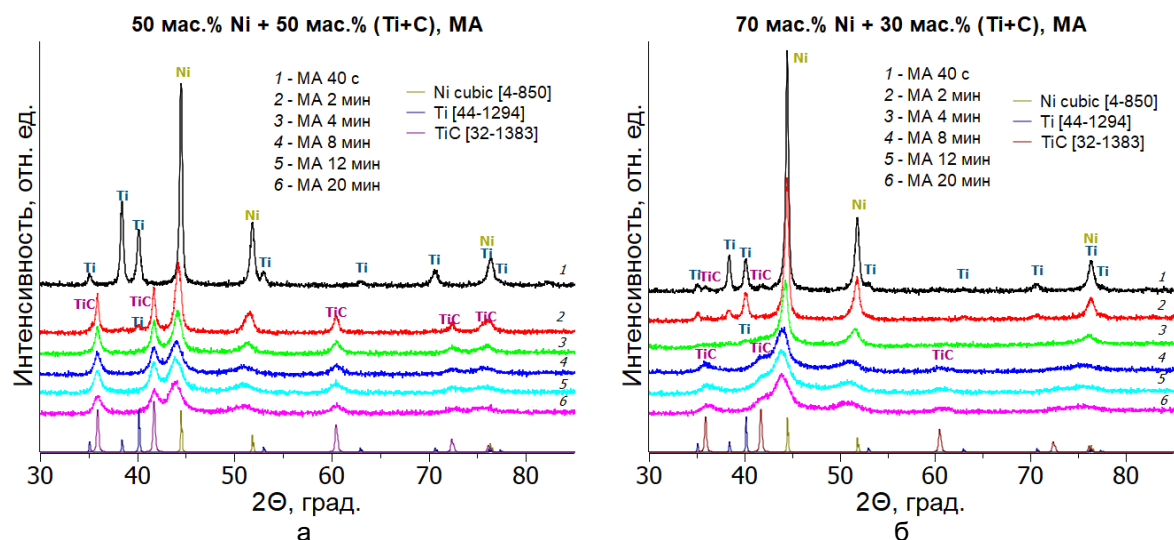 50 мас.% Ni + 50 мас.% (Ti+C), МА
Интенсивность, отн. ед.
1 - МА 40 с
2 - МА 2 мин
3 - МА 4 мин
4 - МА 8 мин
5 - МА 12 мин
6 - МА 20 мин
Ni cubic [4-850]
Ti [44-1294]
TiC [32-1383]
Ni
Ti
Ti
Ni
Ni
Ti
Ti
Ti
Ti
Ti
1
TiC
TiC
Ti
TiC
TiC
TiC
2
3
4
5
6
30 40 50 60 70 80
2Θ, град.
а
70 мас.% Ni + 30 мас.% (Ti+C), МА
Интенсивность, отн. ед.
1 - МА 40 с
2 - МА 2 мин
3 - МА 4 мин
4 - МА 8 мин
5 - МА 12 мин
6 - МА 20 мин
Ni cubic [4-850]
Ti [44-1294]
TiC [32-1383]
Ni
Ni
Ni
Ti
Ti
Ti
Ti
Ti
Ti
Ti
Ti
TiC
TiC
1
2
Ti
3
TiC
TiC
TiC
4
5
6
30 40 50 60 70 80
2Θ, град.
б